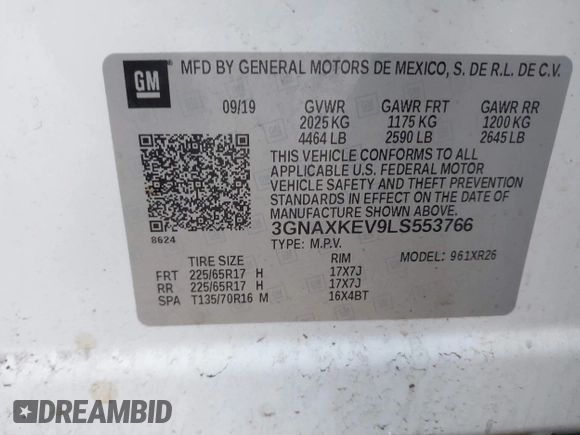 GM
MFD BY GENERAL MOTORS DE MEXICO, S. DE R.L. DE C.V.
09/19 GVWR GAWR FRT GAWR RR
2025 KG 1175 KG 1200 KG
4464 LB 2590 LB 2645 LB
THIS VEHICLE CONFORMS TO ALL
APPLICABLE U.S. FEDERAL MOTOR
VEHICLE SAFETY AND THEFT PREVENTION
STANDARDS IN EFFECT ON THE DATE OF
MANUFACTURE SHOWN ABOVE.
3GNAXKEV9LS553766
8624
TYPE: M.P.V.
MODEL: 961XR26
TIRE SIZE RIM
FRT 225/65R17 H 17X7J
RR 225/65R17 H 17X7J
SPA T135/70R16 M 16X4BT
DREAMBID